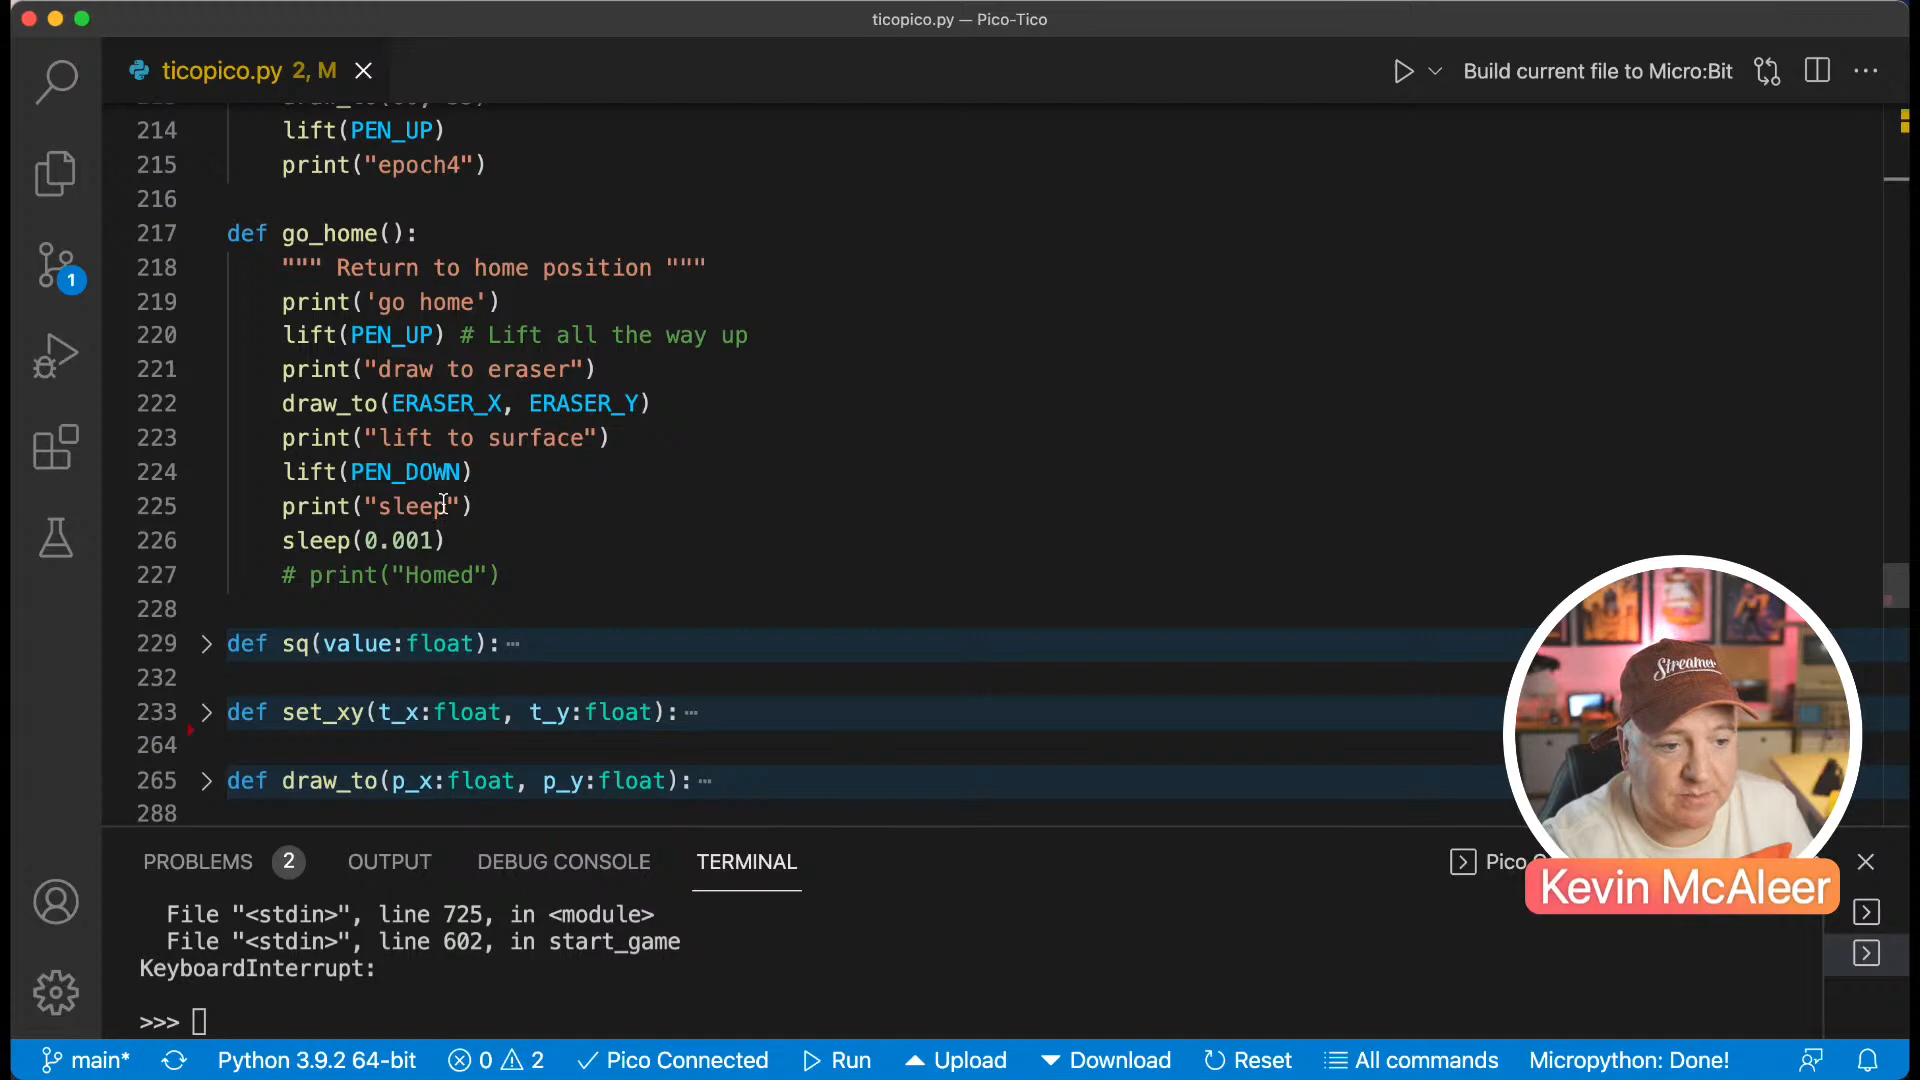 ticopico.py — Pico-Tico
ticopico.py 2, M
Build current file to Micro:Bit
214 lift(PEN_UP)
215 print("epoch4")
216
217 def go_home():
218 """ Return to home position """
219 print('go home')
220 lift(PEN_UP) # Lift all the way up
221 print("draw to eraser")
222 draw_to(ERASER_X, ERASER_Y)
223 print("lift to surface")
224 lift(PEN_DOWN)
225 print("sleep")
226 sleep(0.001)
227 # print("Homed")
228
229 def sq(value:float): ⋯
232
233 def set_xy(t_x:float, t_y:float): ⋯
264
265 def draw_to(p_x:float, p_y:float): ⋯
288
1
Streamer
Kevin McAleer
PROBLEMS 2 OUTPUT DEBUG CONSOLE TERMINAL
Pico
File "<stdin>", line 725, in <module>
File "<stdin>", line 602, in start_game
KeyboardInterrupt:
>>>
main* Python 3.9.2 64-bit 0 2 Pico Connected Run Upload Download Reset All commands Micropython: Done!